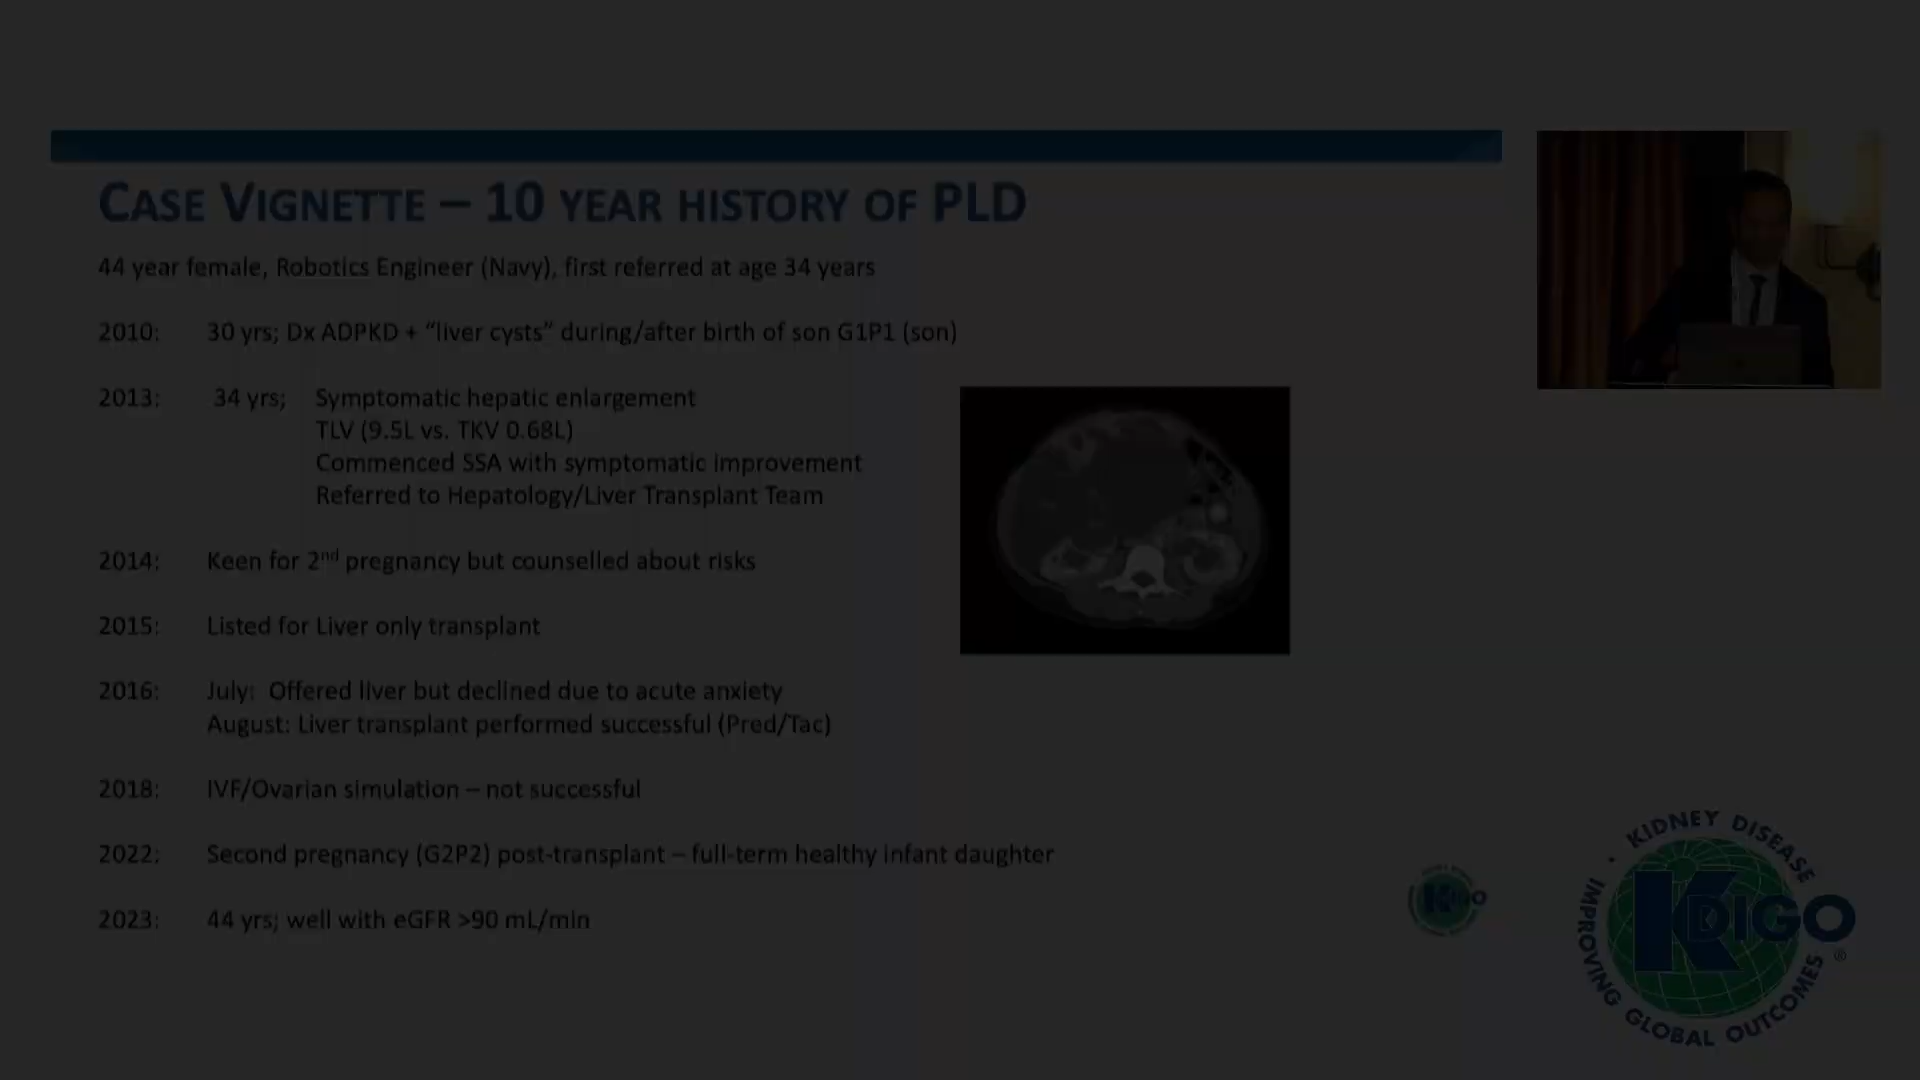 CASE VIGNETTE – 10 YEAR HISTORY OF PLD
44 year female, Robotics Engineer (Navy), first referred at age 34 years
2010: 30 yrs; Dx ADPKD + “liver cysts” during/after birth of son G1P1 (son)
2013: 34 yrs; Symptomatic hepatic enlargement
TLV (9.5L vs. TKV 0.68L)
Commenced SSA with symptomatic improvement
Referred to Hepatology/Liver Transplant Team
2014: Keen for 2nd pregnancy but counselled about risks
2015: Listed for Liver only transplant
2016: July: Offered liver but declined due to acute anxiety
August: Liver transplant performed successful (Pred/Tac)
2018: IVF/Ovarian simulation – not successful
2022: Second pregnancy (G2P2) post-transplant – full-term healthy infant daughter
2023: 44 yrs; well with eGFR >90 mL/min
KDIGO
KIDNEY DISEASE
IMPROVING GLOBAL OUTCOMES
KDIGO ®